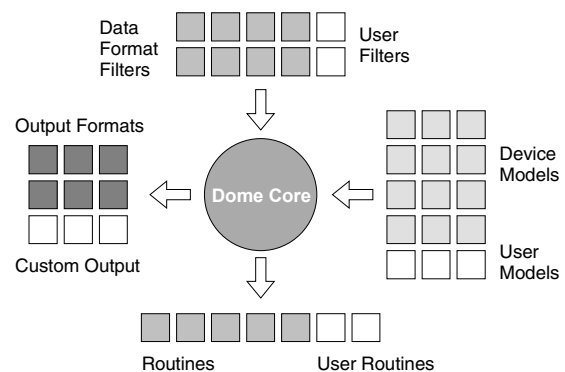 Data
Format
Filters
User
Filters
Output Formats
Custom Output
Dome Core
Device
Models
User
Models
Routines
User Routines